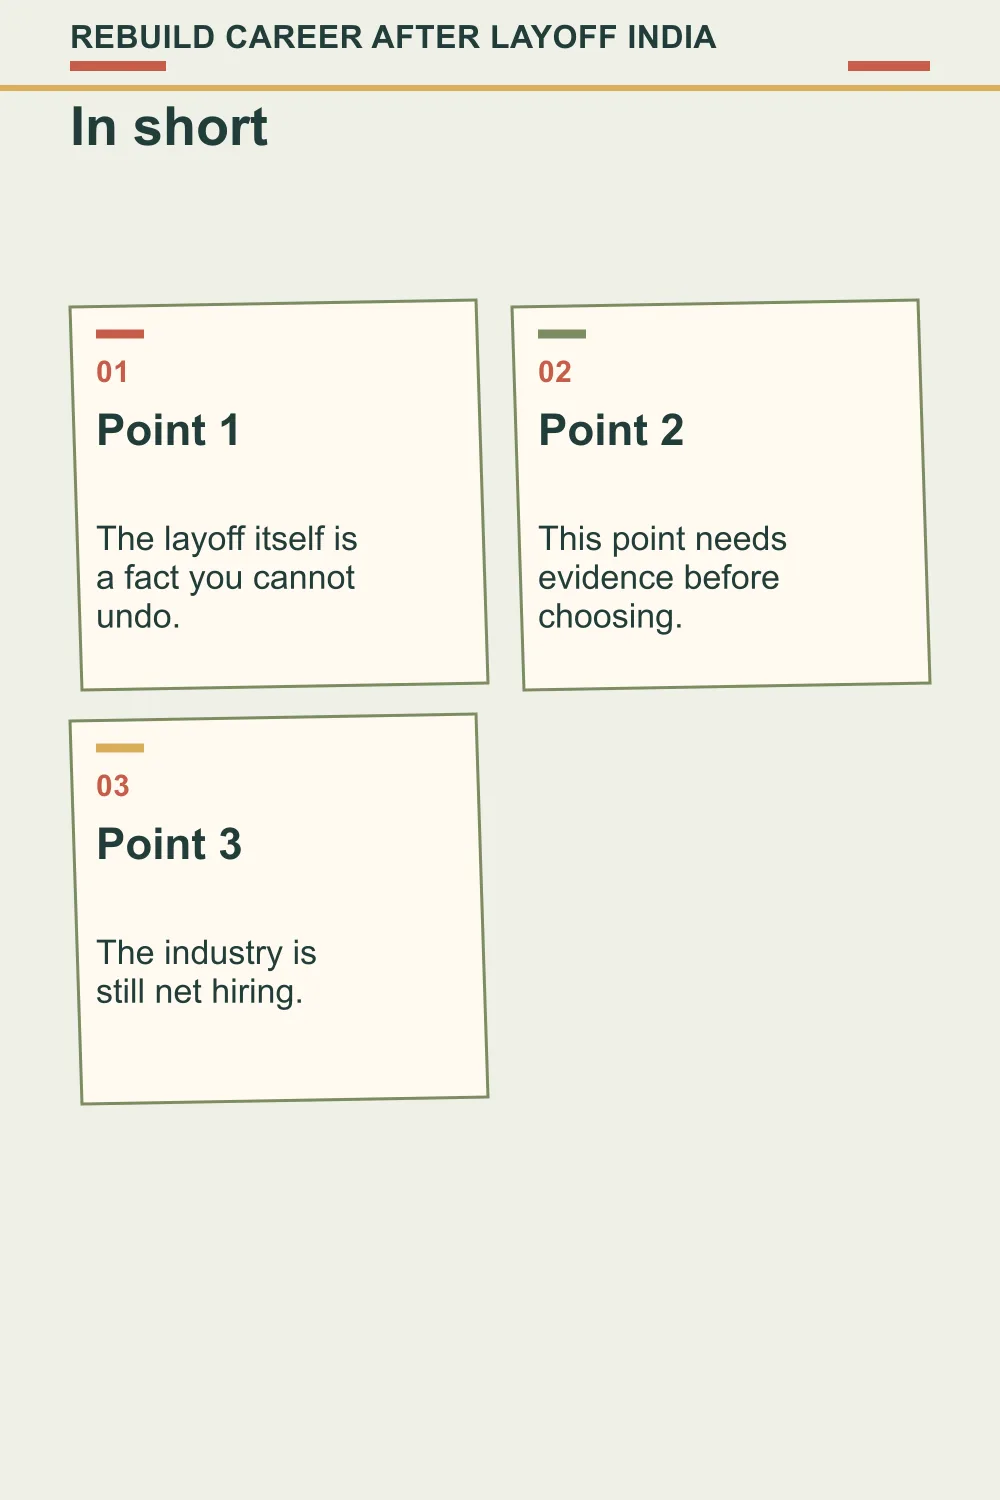 REBUILD CAREER AFTER LAYOFF INDIA
In short
01
Point 1
The layoff itself is
a fact you cannot
undo.
02
Point 2
This point needs
evidence before
choosing.
03
Point 3
The industry is
still net hiring.